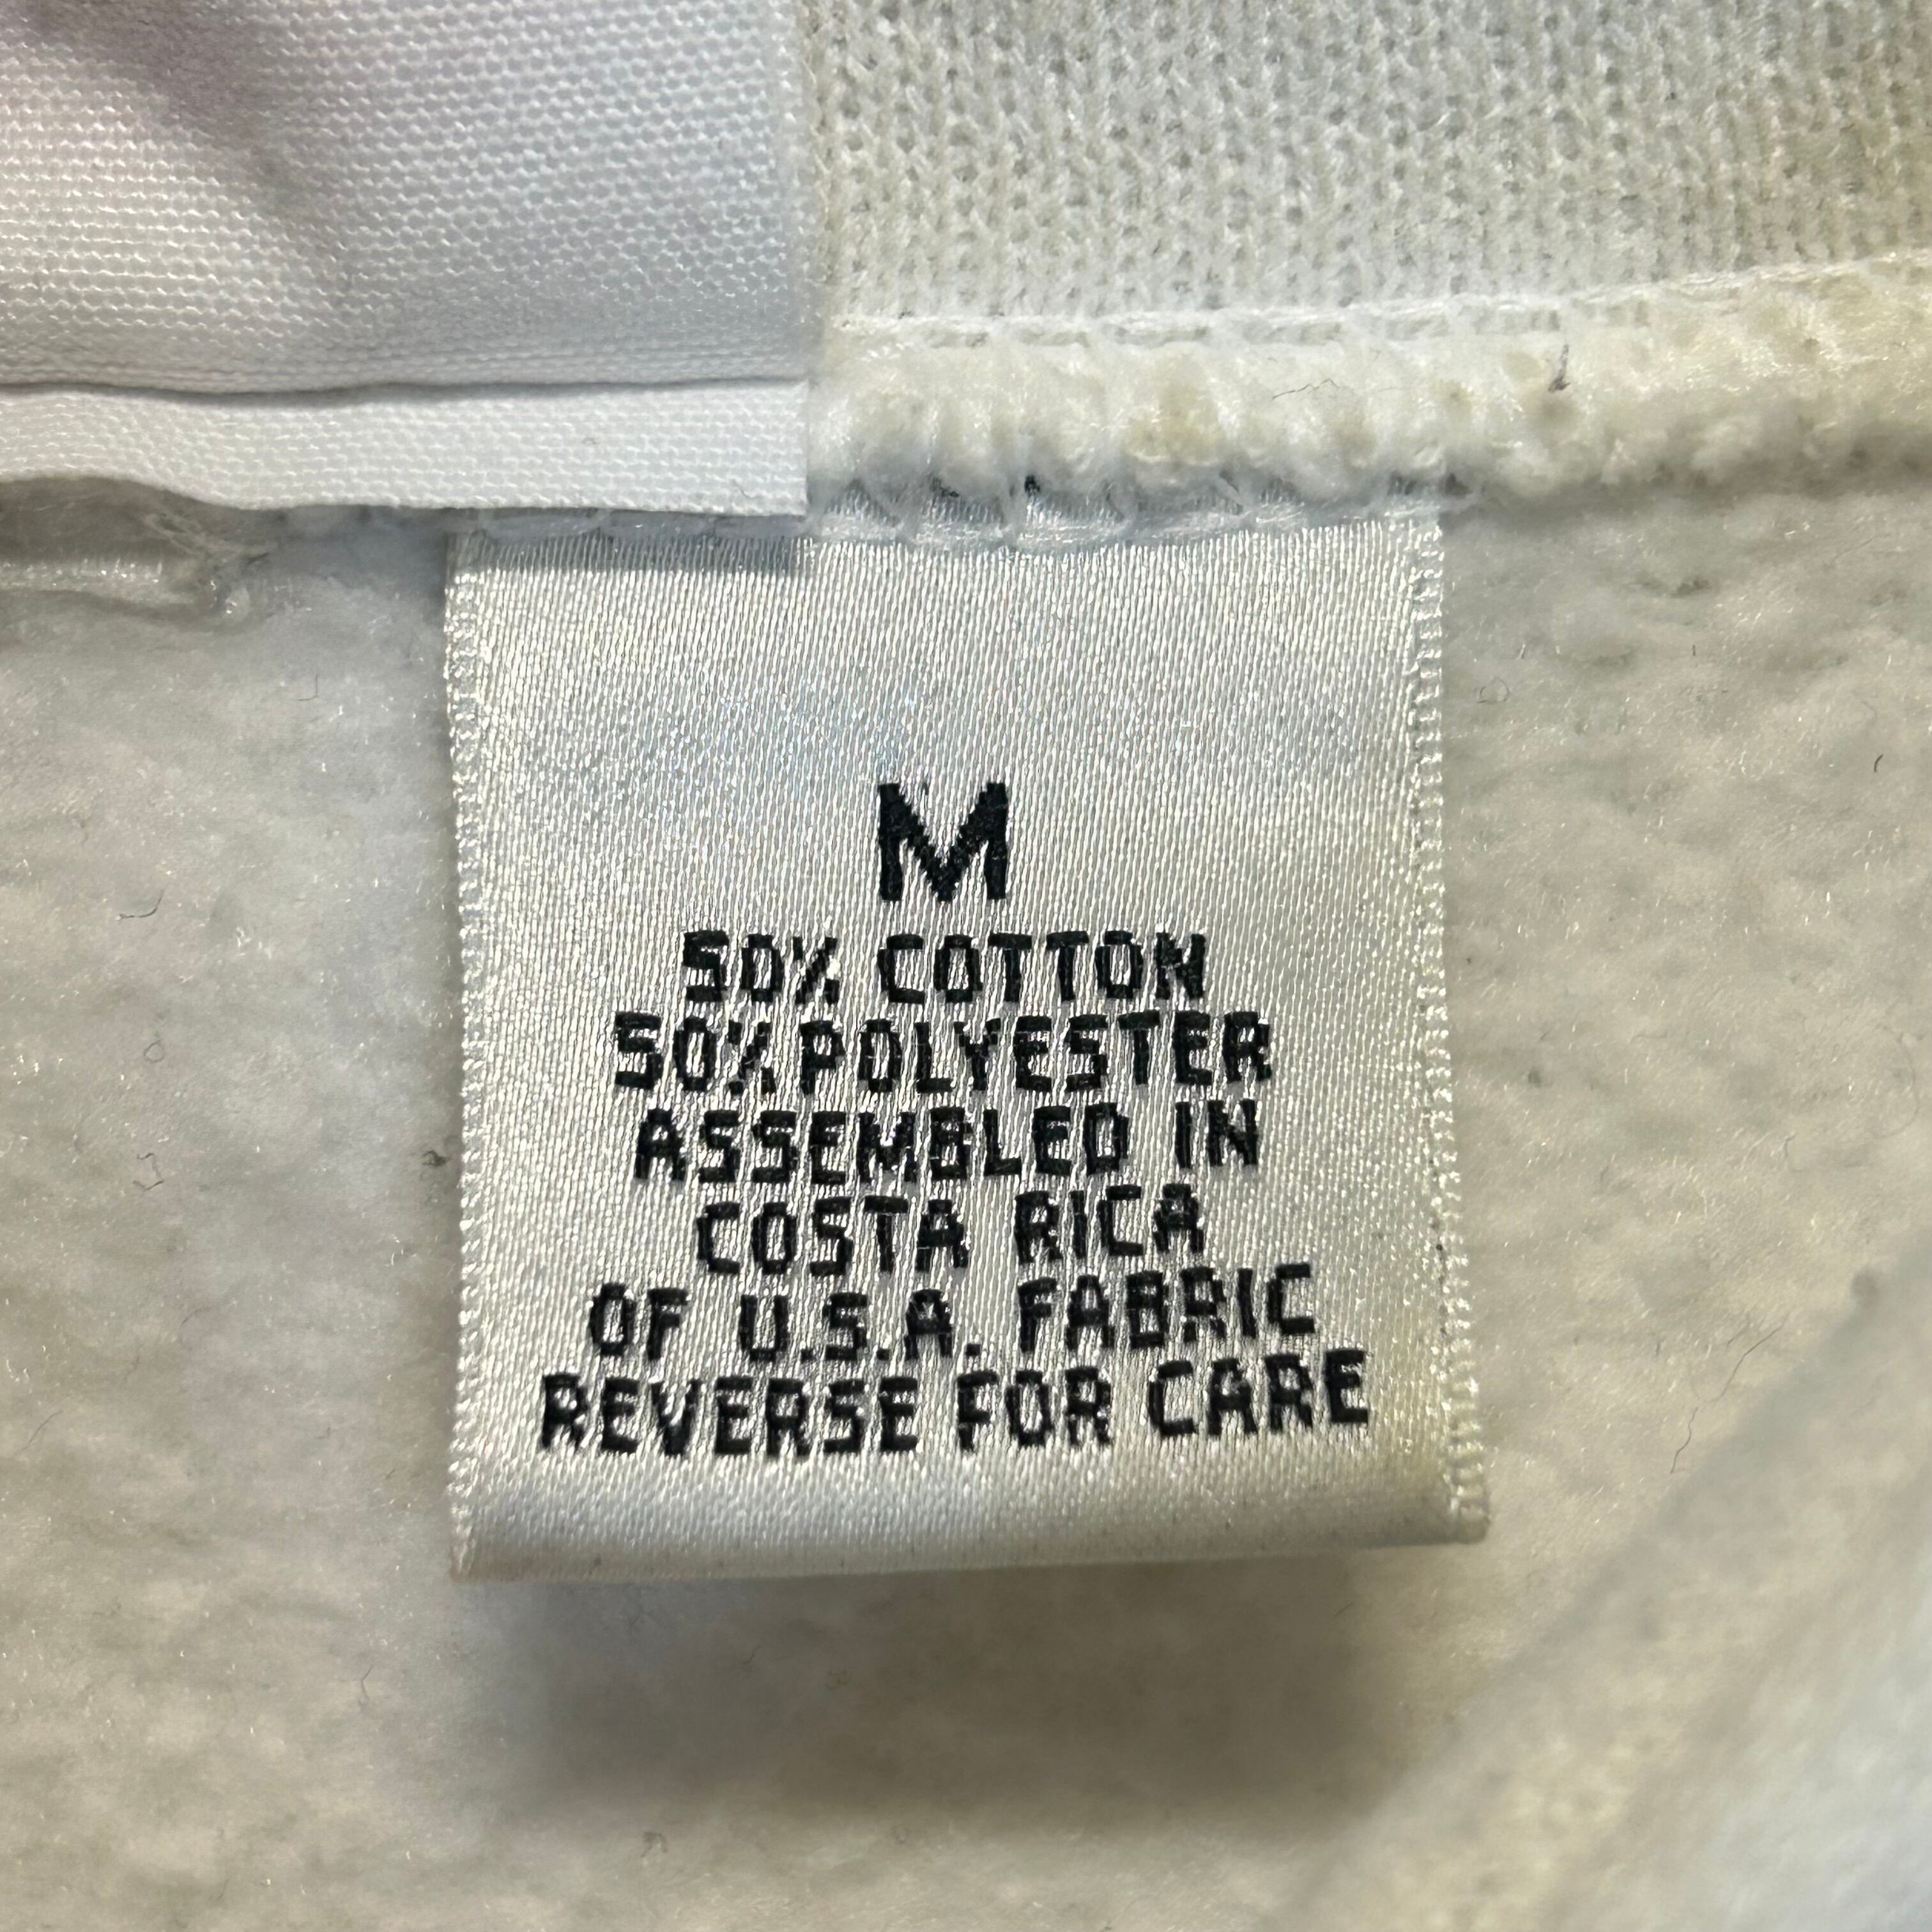 M
50% COTTON
50% POLYESTER
ASSEMBLED IN
COSTA RICA
OF U.S.A. FABRIC
REVERSE FOR CARE